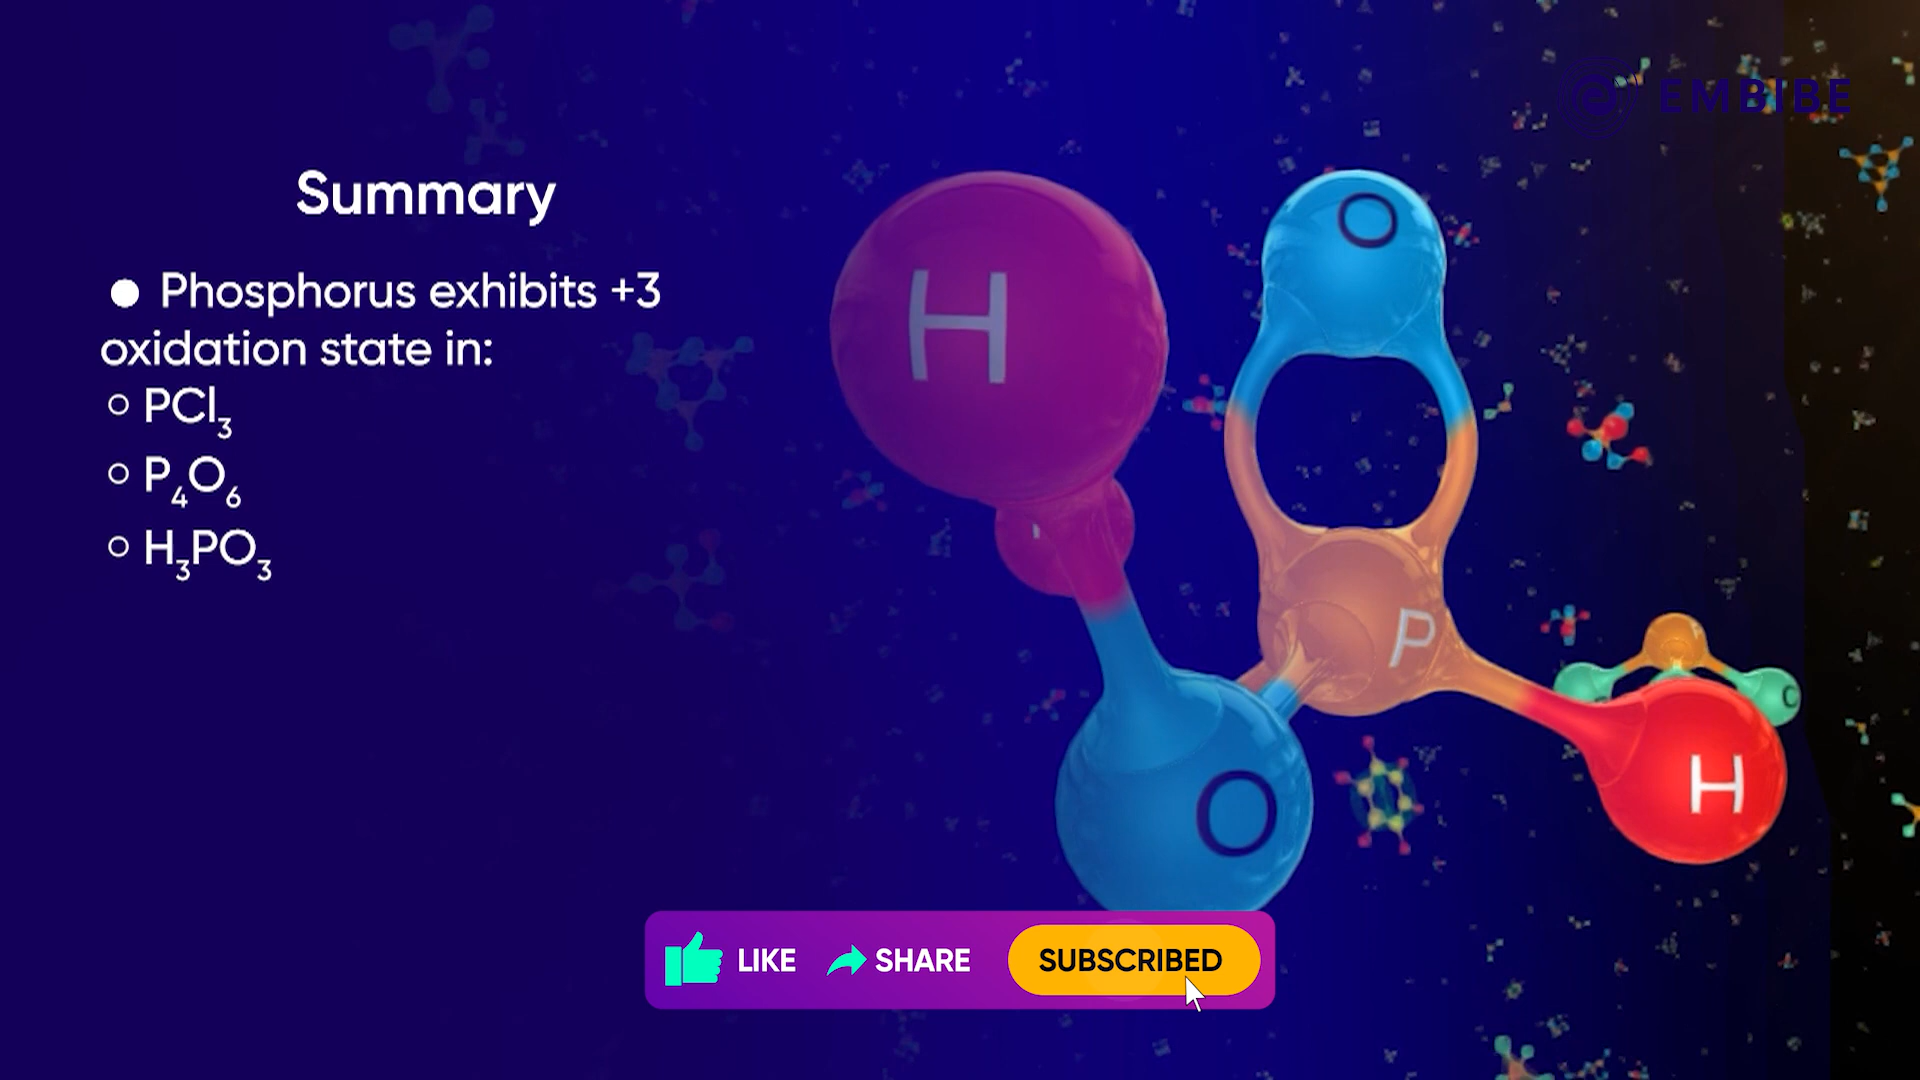 EMBIBE
Summary
● Phosphorus exhibits +3
oxidation state in:
○ PCl₃
○ P₄O₆
○ H₃PO₃
H
O
P
O
H
C
LIKE SHARE SUBSCRIBED